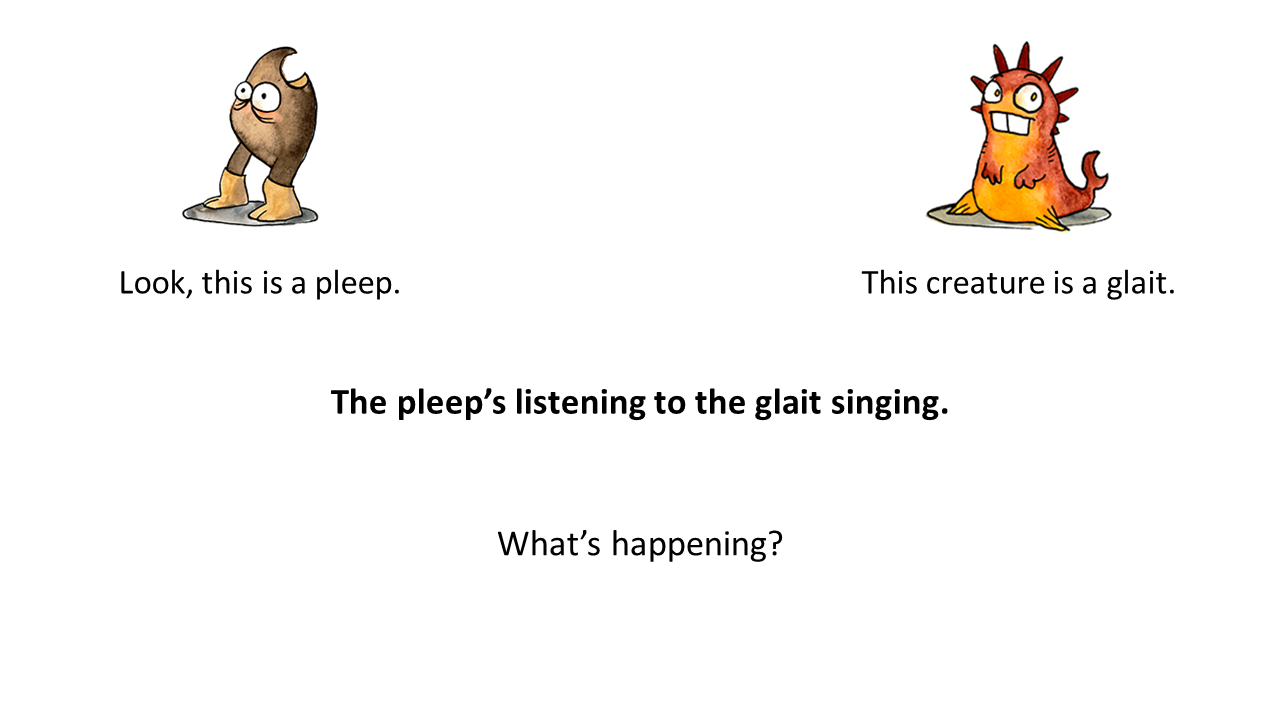 Look, this is a pleep.
This creature is a glait.
The pleep’s listening to the glait singing.
What’s happening?